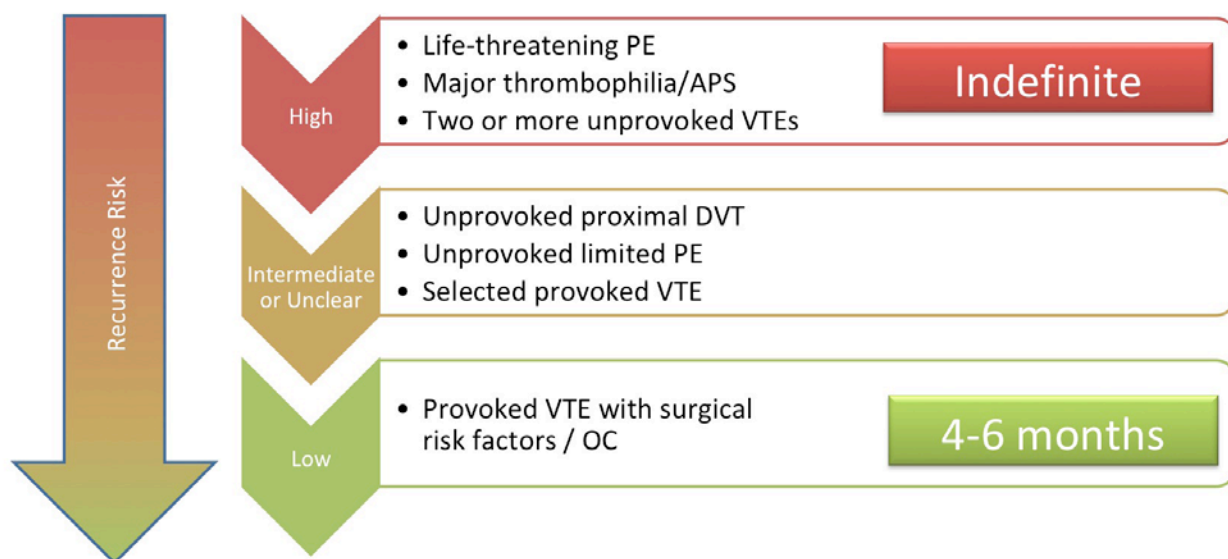 Recurrence Risk
High
• Life-threatening PE
• Major thrombophilia/APS
• Two or more unprovoked VTEs
Indefinite
Intermediate
or Unclear
• Unprovoked proximal DVT
• Unprovoked limited PE
• Selected provoked VTE
Low
• Provoked VTE with surgical
risk factors / OC
4-6 months